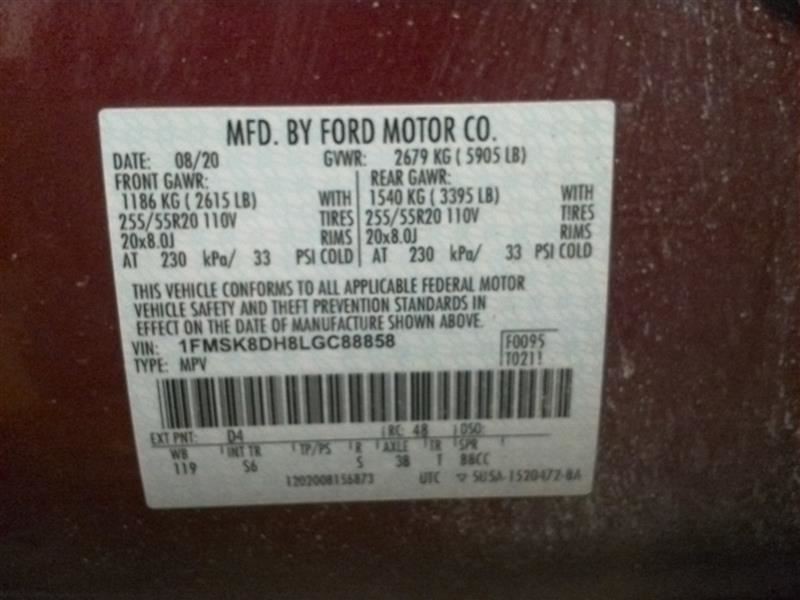 MFD. BY FORD MOTOR CO.
DATE: 08/20 GVWR: 2679 KG ( 5905 LB)
FRONT GAWR: REAR GAWR:
1186 KG ( 2615 LB) WITH 1540 KG ( 3395 LB) WITH
255/55R20 110V TIRES 255/55R20 110V TIRES
20x8.0J RIMS 20x8.0J RIMS
AT 230 kPa/ 33 PSI COLD AT 230 kPa/ 33 PSI COLD
THIS VEHICLE CONFORMS TO ALL APPLICABLE FEDERAL MOTOR
VEHICLE SAFETY AND THEFT PREVENTION STANDARDS IN
EFFECT ON THE DATE OF MANUFACTURE SHOWN ABOVE.
VIN: 1FMSK8DH8LGC88858 F0095
TYPE: MPV T0211
EXT PNT: D4 RC: 48 DSO:
WB INT TR TP/PS R AXLE TR SPR
119 S6 S 38 T BBCC
1202008156873 UTC 5USA-1520472-BA